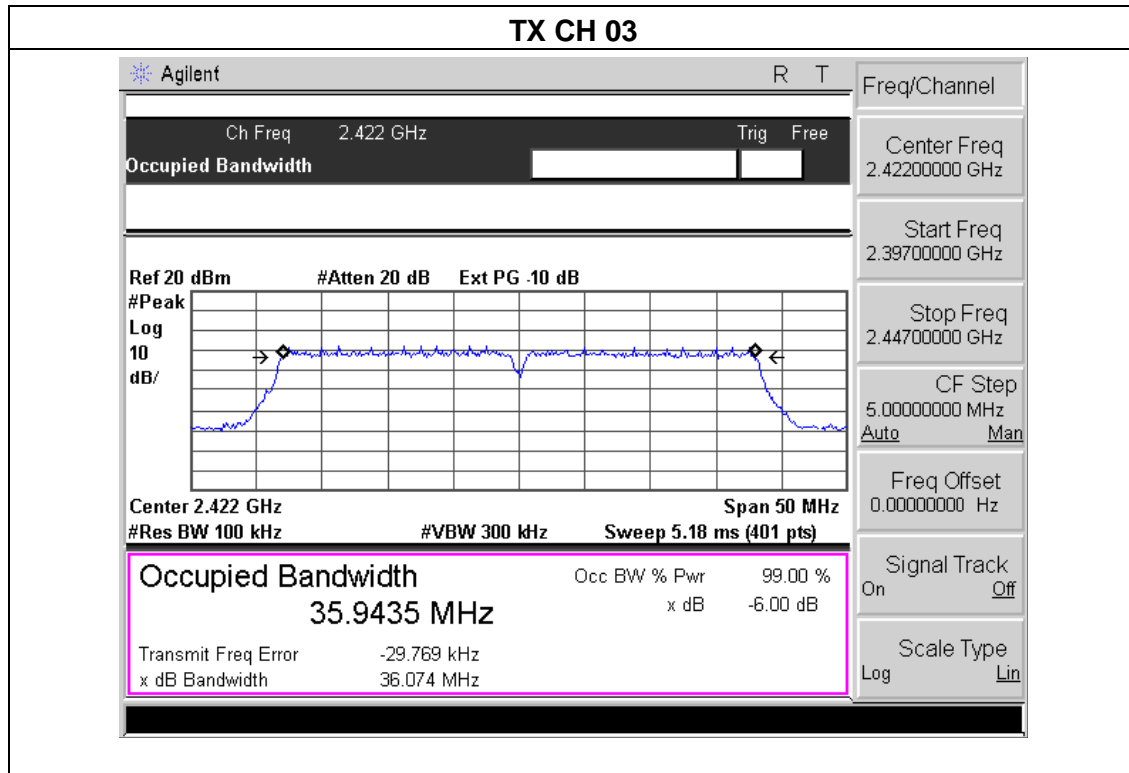 TX CH 03
Agilent R T
Ch Freq 2.422 GHz Trig Free
Occupied Bandwidth
Ref 20 dBm #Atten 20 dB Ext PG -10 dB
#Peak
Log
10
dB/
Center 2.422 GHz Span 50 MHz
#Res BW 100 kHz #VBW 300 kHz Sweep 5.18 ms (401 pts)
Occupied Bandwidth Occ BW % Pwr 99.00 %
35.9435 MHz x dB -6.00 dB
Transmit Freq Error -29.769 kHz
x dB Bandwidth 36.074 MHz
Freq/Channel
Center Freq
2.42200000 GHz
Start Freq
2.39700000 GHz
Stop Freq
2.44700000 GHz
CF Step
5.00000000 MHz
Auto Man
Freq Offset
0.00000000 Hz
Signal Track
On Off
Scale Type
Log Lin